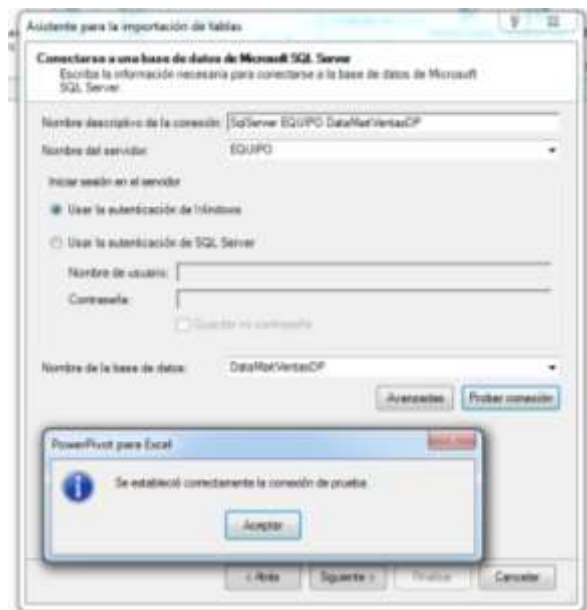 Asistente para la importación de tablas
Conectarse a una base de datos de Microsoft SQL Server
Escriba la información necesaria para conectarse a la base de datos de Microsoft
SQL Server.
Nombre descriptivo de la conexión: SqlServer EQUIPO DataMartVentasDP
Nombre del servidor: EQUIPO
Iniciar sesión en el servidor
Usar la autenticación de Windows
Usar la autenticación de SQL Server
Nombre de usuario:
Contraseña:
Guardar mi contraseña
Nombre de la base de datos: DataMartVentasDP
Avanzadas Probar conexión
PowerPivot para Excel
Se estableció correctamente la conexión de prueba.
Aceptar
< Atrás Siguiente > Finalizar Cancelar